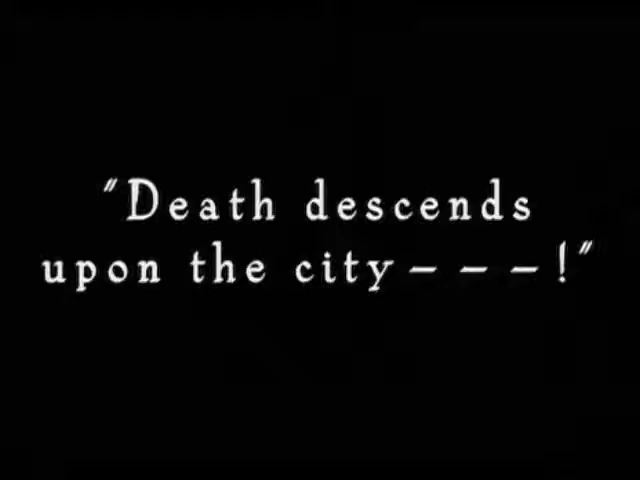 "Death descends
upon the city – – – !"